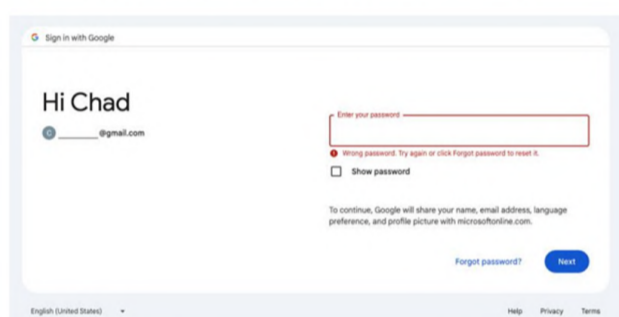 Sign in with Google
Hi Chad
C ______@gmail.com
Enter your password
Wrong password. Try again or click Forgot password to reset it.
Show password
To continue, Google will share your name, email address, language
preference, and profile picture with microsoftonline.com.
Forgot password? Next
English (United States) Help Privacy Terms